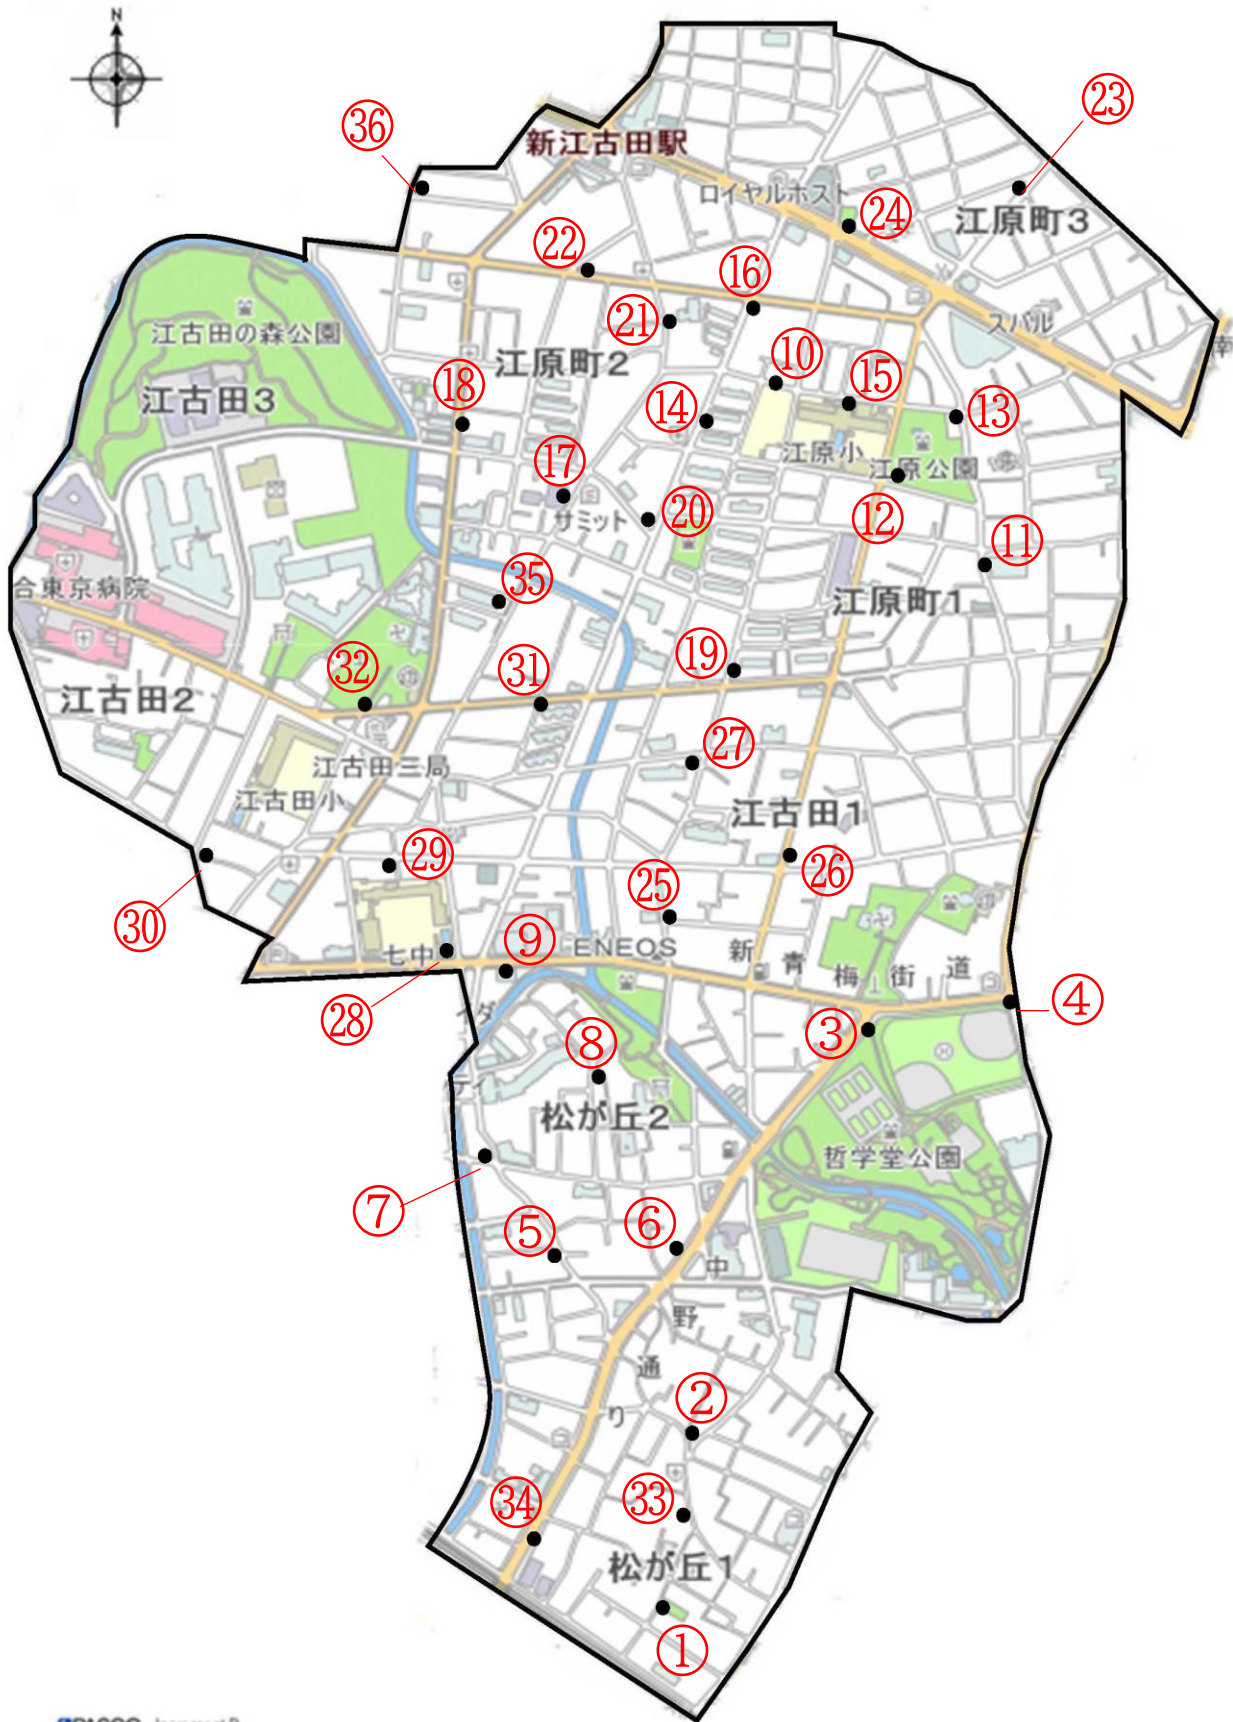 N
㊱
㉓
新江古田駅
ロイヤルホスト
㉔
江原町3
㉒
⑯
江古田の森公園
㉑
スバル
南
江原町2
⑩
⑮
江古田3
⑱
⑭
⑬
江原小
江原公園
⑰
サミット
⑳
⑫
⑪
合東京病院
㉟
江原町1
㉜
㉛
⑲
江古田2
㉗
江古田三局
江古田小
江古田1
㉙
㉖
㉚
㉕
⑨
ENEOS
七中
新青梅街道
㉘
④
③
イダ
⑧
ティ
松が丘2
哲学堂公園
⑦
⑤
⑥
中野通り
②
㉞
㉝
松が丘1
①